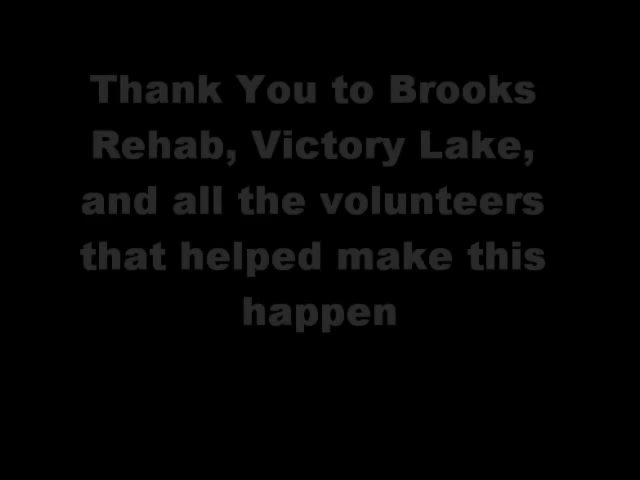 Thank You to Brooks
Rehab, Victory Lake,
and all the volunteers
that helped make this
happen